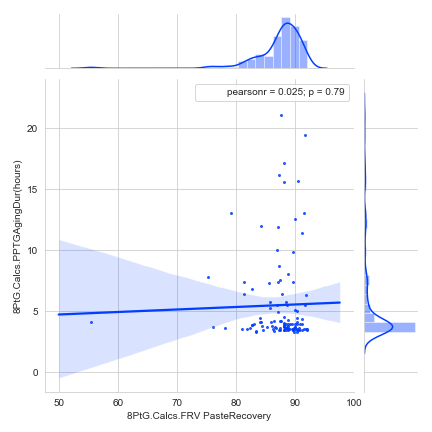 pearsonr = 0.025; p = 0.79
8PtG.Calcs.PPTGAgingDur(hours)
20
15
10
5
0
50 60 70 80 90 100
8PtG.Calcs.FRV PasteRecovery